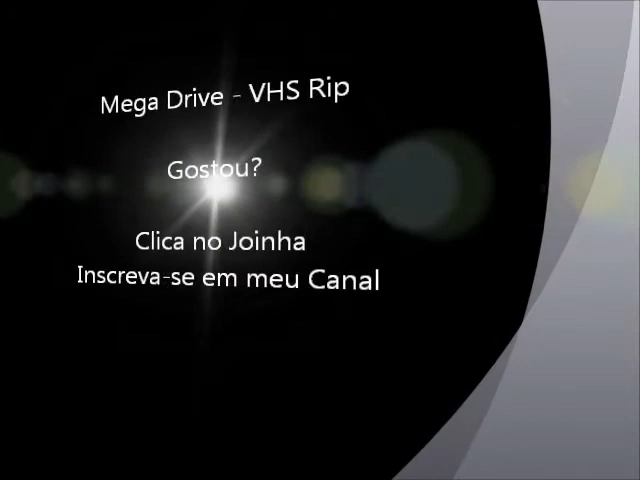 Mega Drive - VHS Rip
Gostou?
Clica no Joinha
Inscreva-se em meu Canal